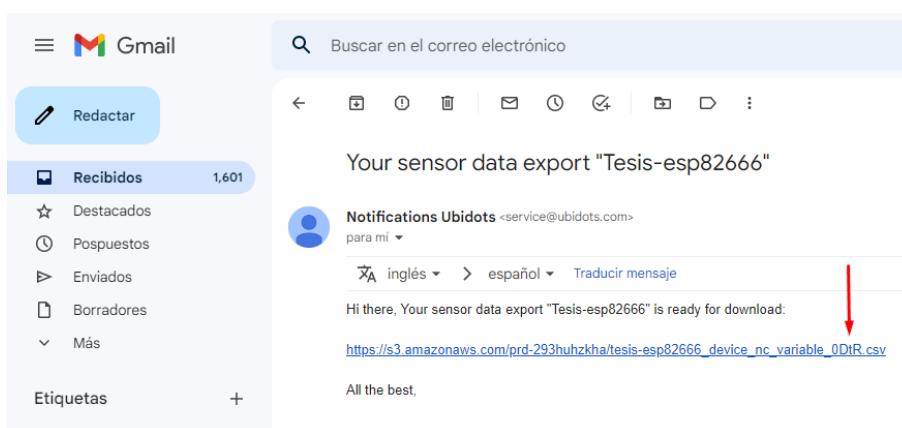 Gmail
Buscar en el correo electrónico
Redactar
Recibidos 1,601
Destacados
Pospuestos
Enviados
Borradores
Más
Etiquetas
Your sensor data export "Tesis-esp82666"
Notifications Ubidots <service@ubidots.com>
para mí
inglés > español Traducir mensaje
Hi there, Your sensor data export "Tesis-esp82666" is ready for download:
https://s3.amazonaws.com/prd-293huhzkha/tesis-esp82666_device_nc_variable_0DtR.csv
All the best,